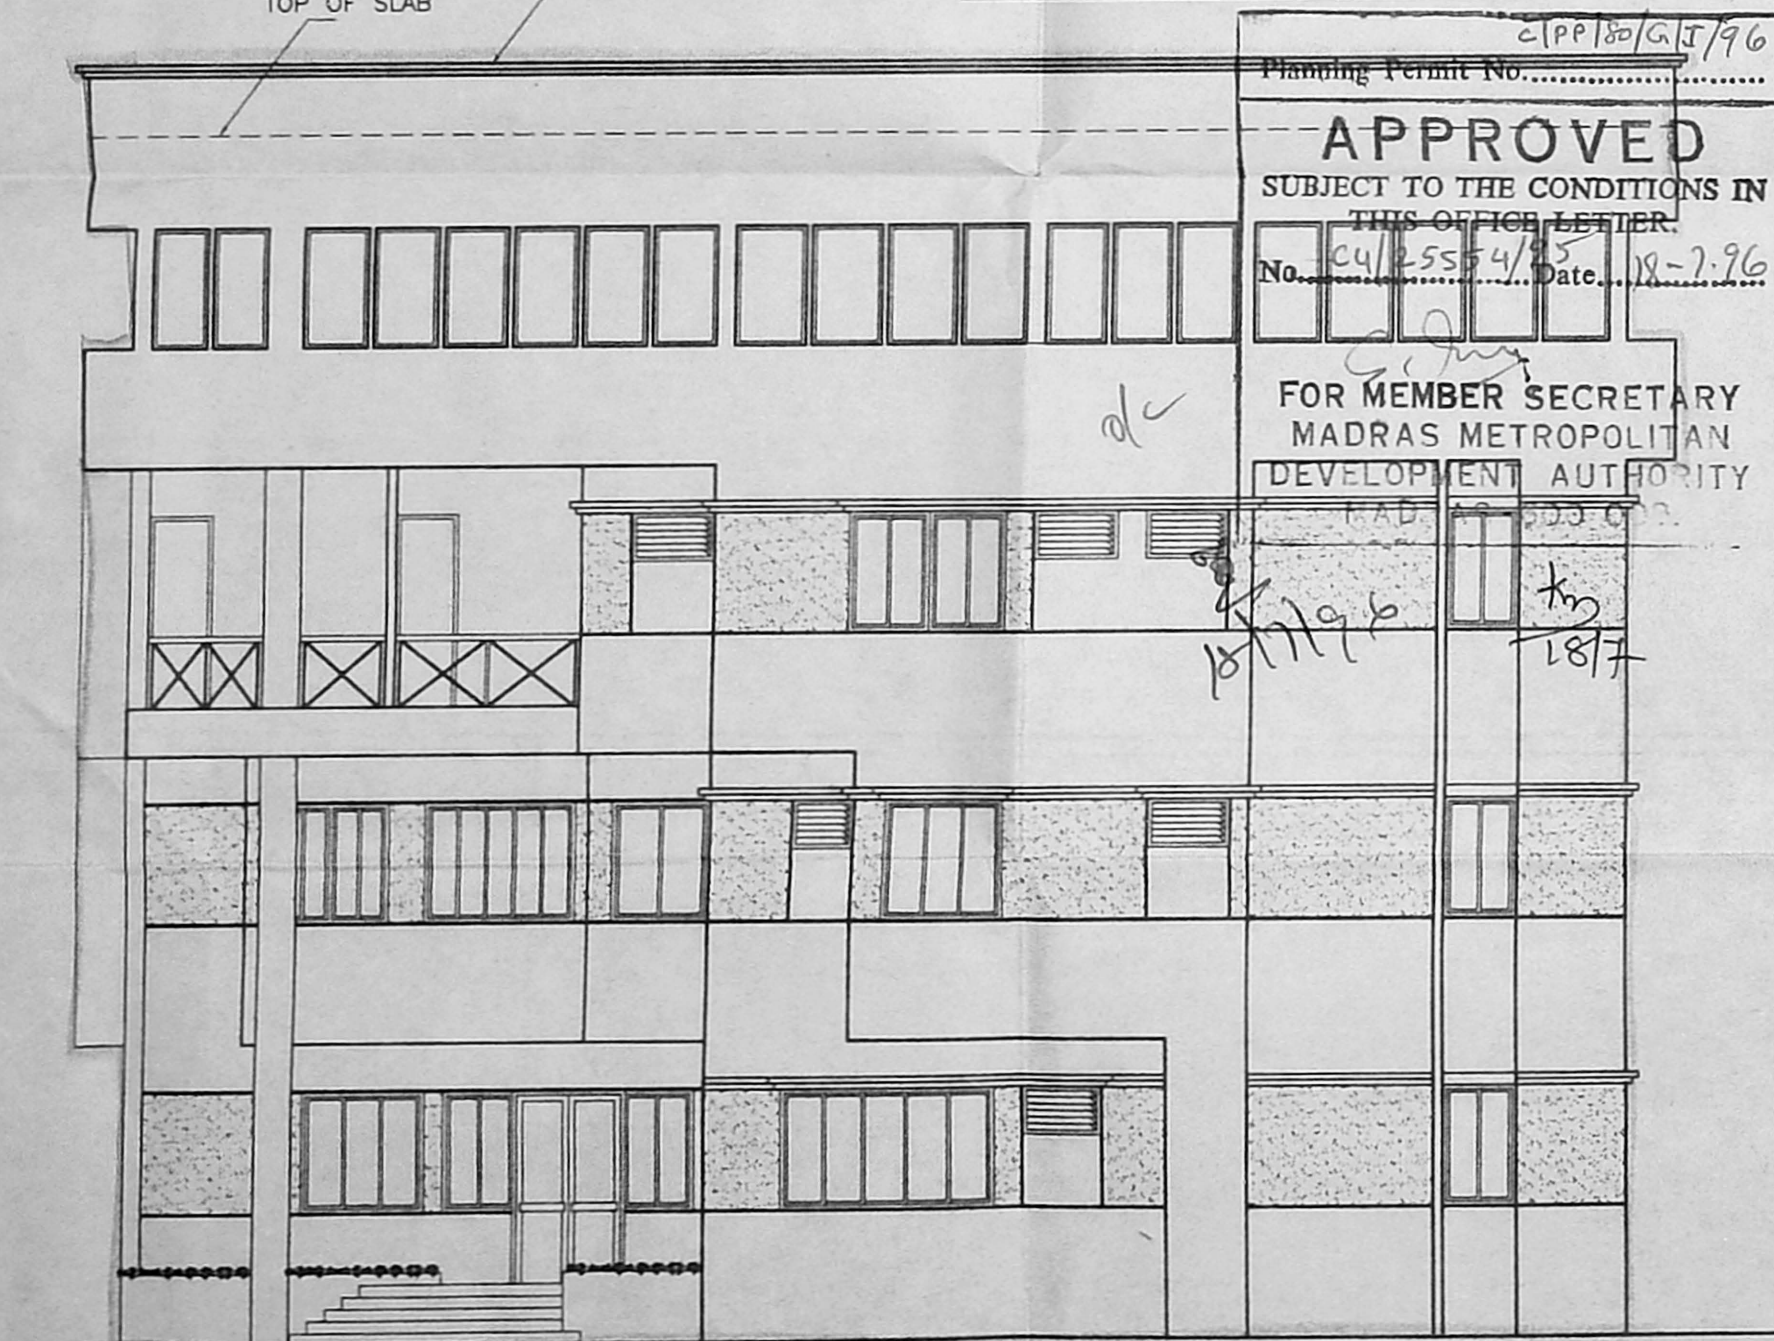 TOP OF SLAB
C/PP/80/G/I/96
Planning Permit No.
APPROVED
SUBJECT TO THE CONDITIONS IN
THIS OFFICE LETTER.
No. C4/25554/95 Date 18-7-96
FOR MEMBER SECRETARY
MADRAS METROPOLITAN
DEVELOPMENT AUTHORITY
MADRAS
18/7/96
18/7